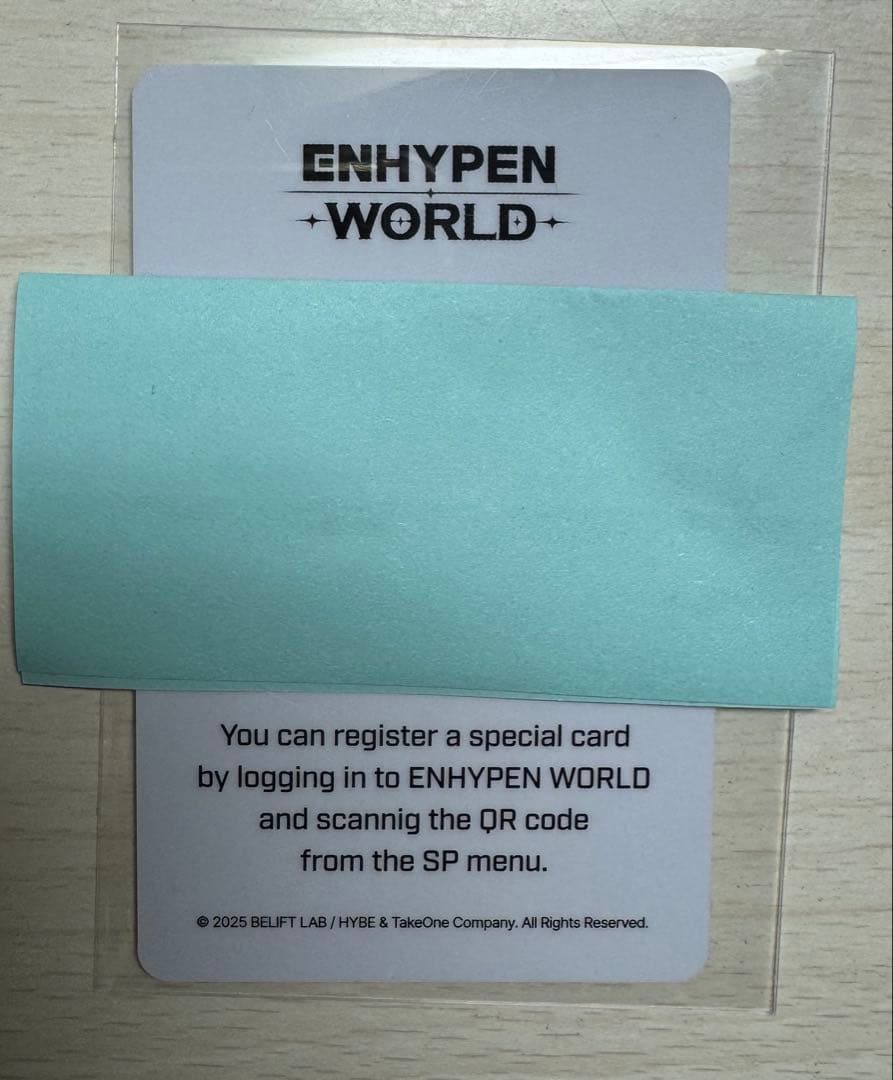 ENHYPEN
WORLD
You can register a special card
by logging in to ENHYPEN WORLD
and scannig the QR code
from the SP menu.
© 2025 BELIFT LAB / HYBE & TakeOne Company. All Rights Reserved.